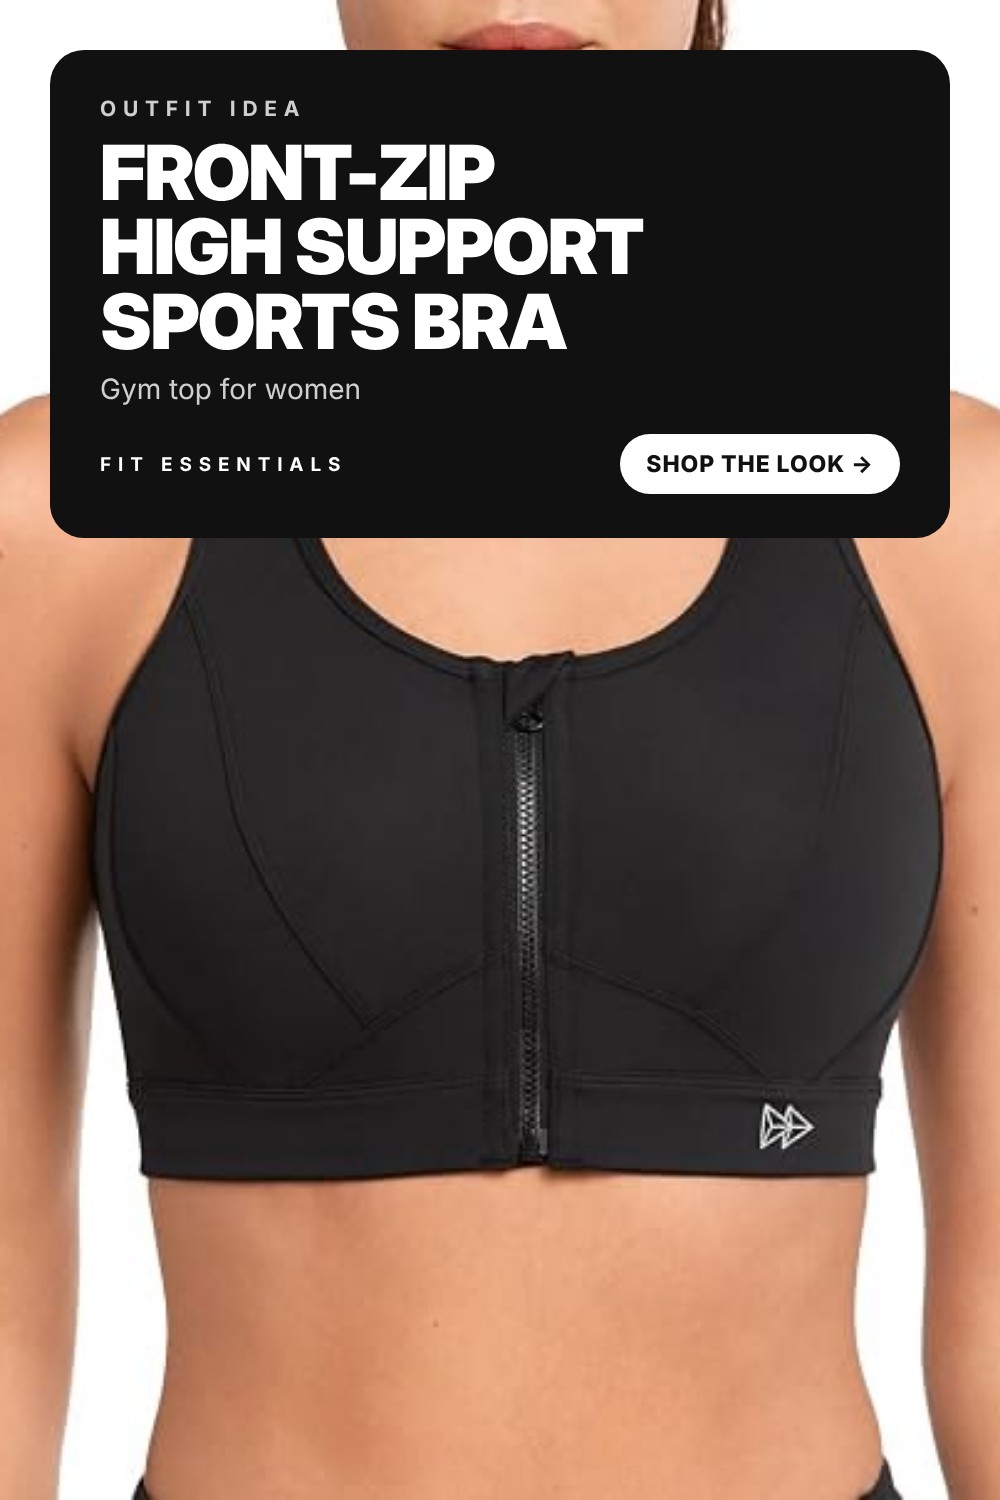 OUTFIT IDEA
FRONT-ZIP
HIGH SUPPORT
SPORTS BRA
Gym top for women
FIT ESSENTIALS
SHOP THE LOOK →